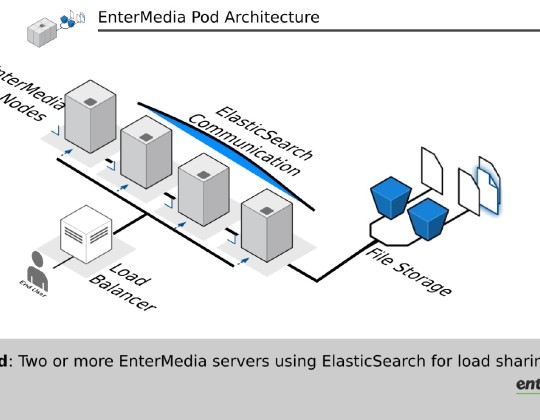 EnterMedia Pod Architecture
nterMedia
Nodes
ElasticSearch
Communication
Load
Balancer
End User
File Storage
d: Two or more EnterMedia servers using ElasticSearch for load sharin
ent